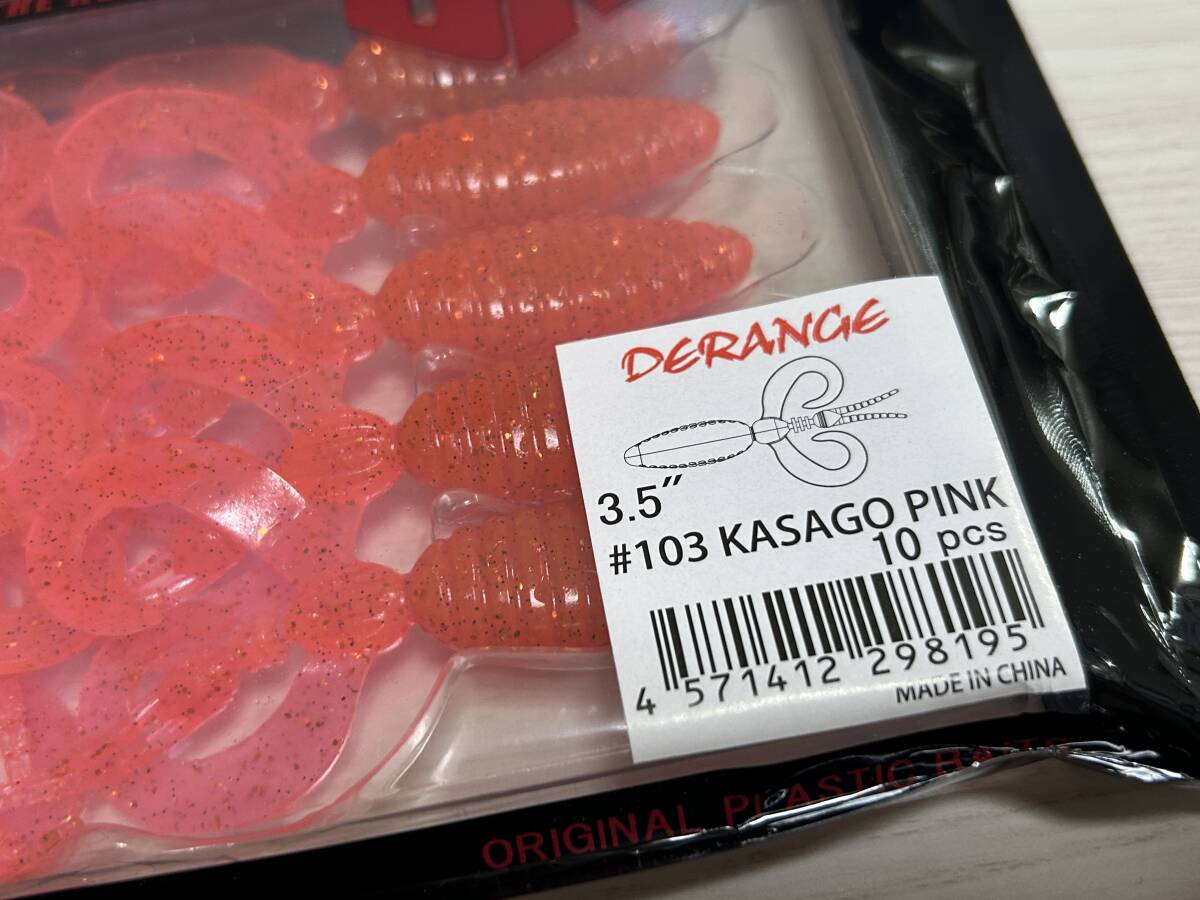 DERANGE
3.5"
#103 KASAGO PINK
10 pcs
4 571412 298195
MADE IN CHINA
ORIGINAL PLASTIC BAITS